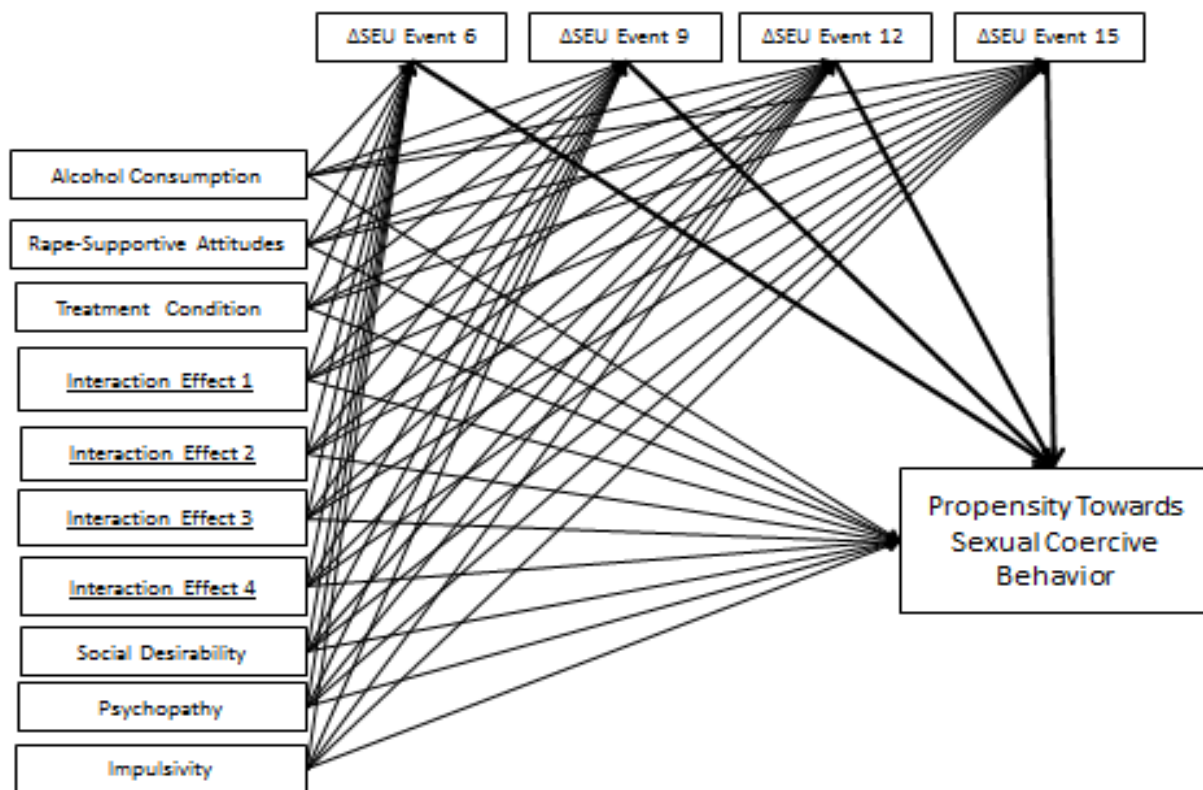 ΔSEU Event 6
ΔSEU Event 9
ΔSEU Event 12
ΔSEU Event 15
Alcohol Consumption
Rape-Supportive Attitudes
Treatment Condition
Interaction Effect 1
Interaction Effect 2
Interaction Effect 3
Interaction Effect 4
Social Desirability
Psychopathy
Impulsivity
Propensity Towards
Sexual Coercive
Behavior